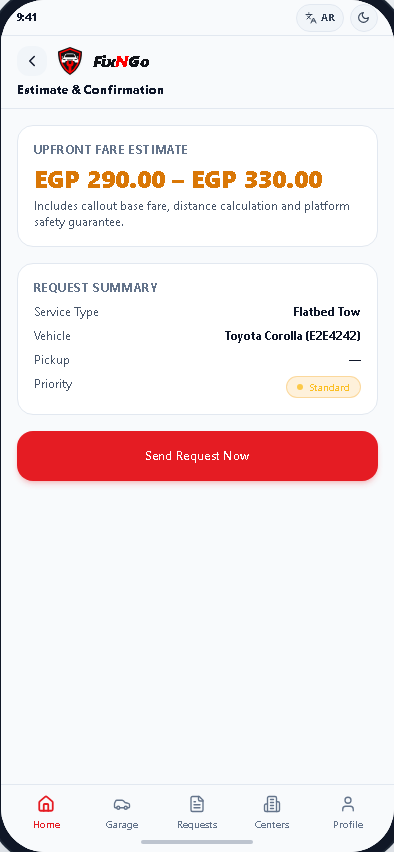 9:41
AR
FixNGo
Estimate & Confirmation
UPFRONT FARE ESTIMATE
EGP 290.00 – EGP 330.00
Includes callout base fare, distance calculation and platform
safety guarantee.
REQUEST SUMMARY
Service Type Flatbed Tow
Vehicle Toyota Corolla (E2E4242)
Pickup —
Priority Standard
Send Request Now
Home Garage Requests Centers Profile